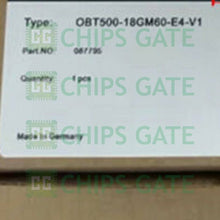 Type: OBT500-18GM60-E4-V1
Part.NO 087795
CHIPS GATE
Quantity: 1 pcs
CHIPS GATE
Made in Germany
CHIPS GATE
CHIPS GATE